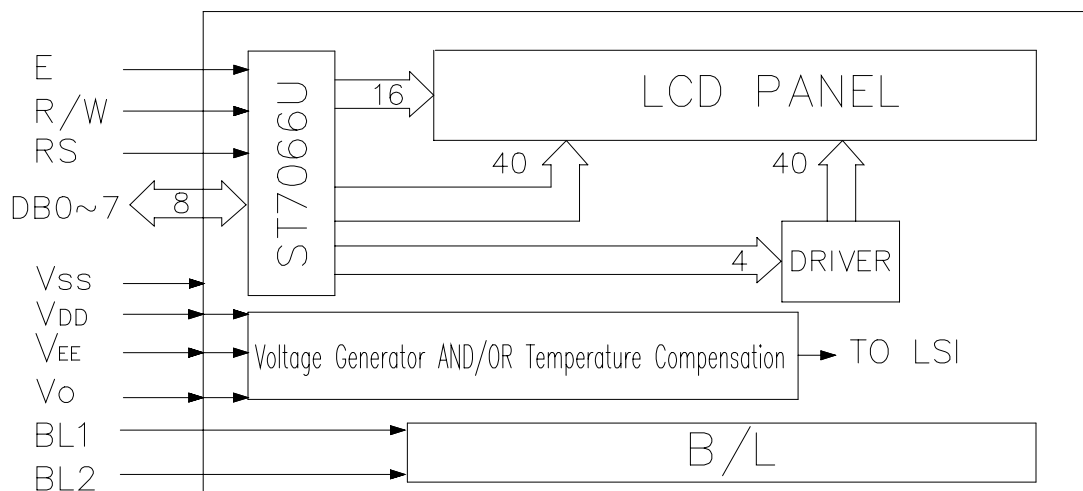 E
R/W
RS
DB0~7
8
ST7066U
16
LCD PANEL
40
40
4
DRIVER
VSS
VDD
VEE
VO
Voltage Generator AND/OR Temperature Compensation
TO LSI
BL1
BL2
B/L